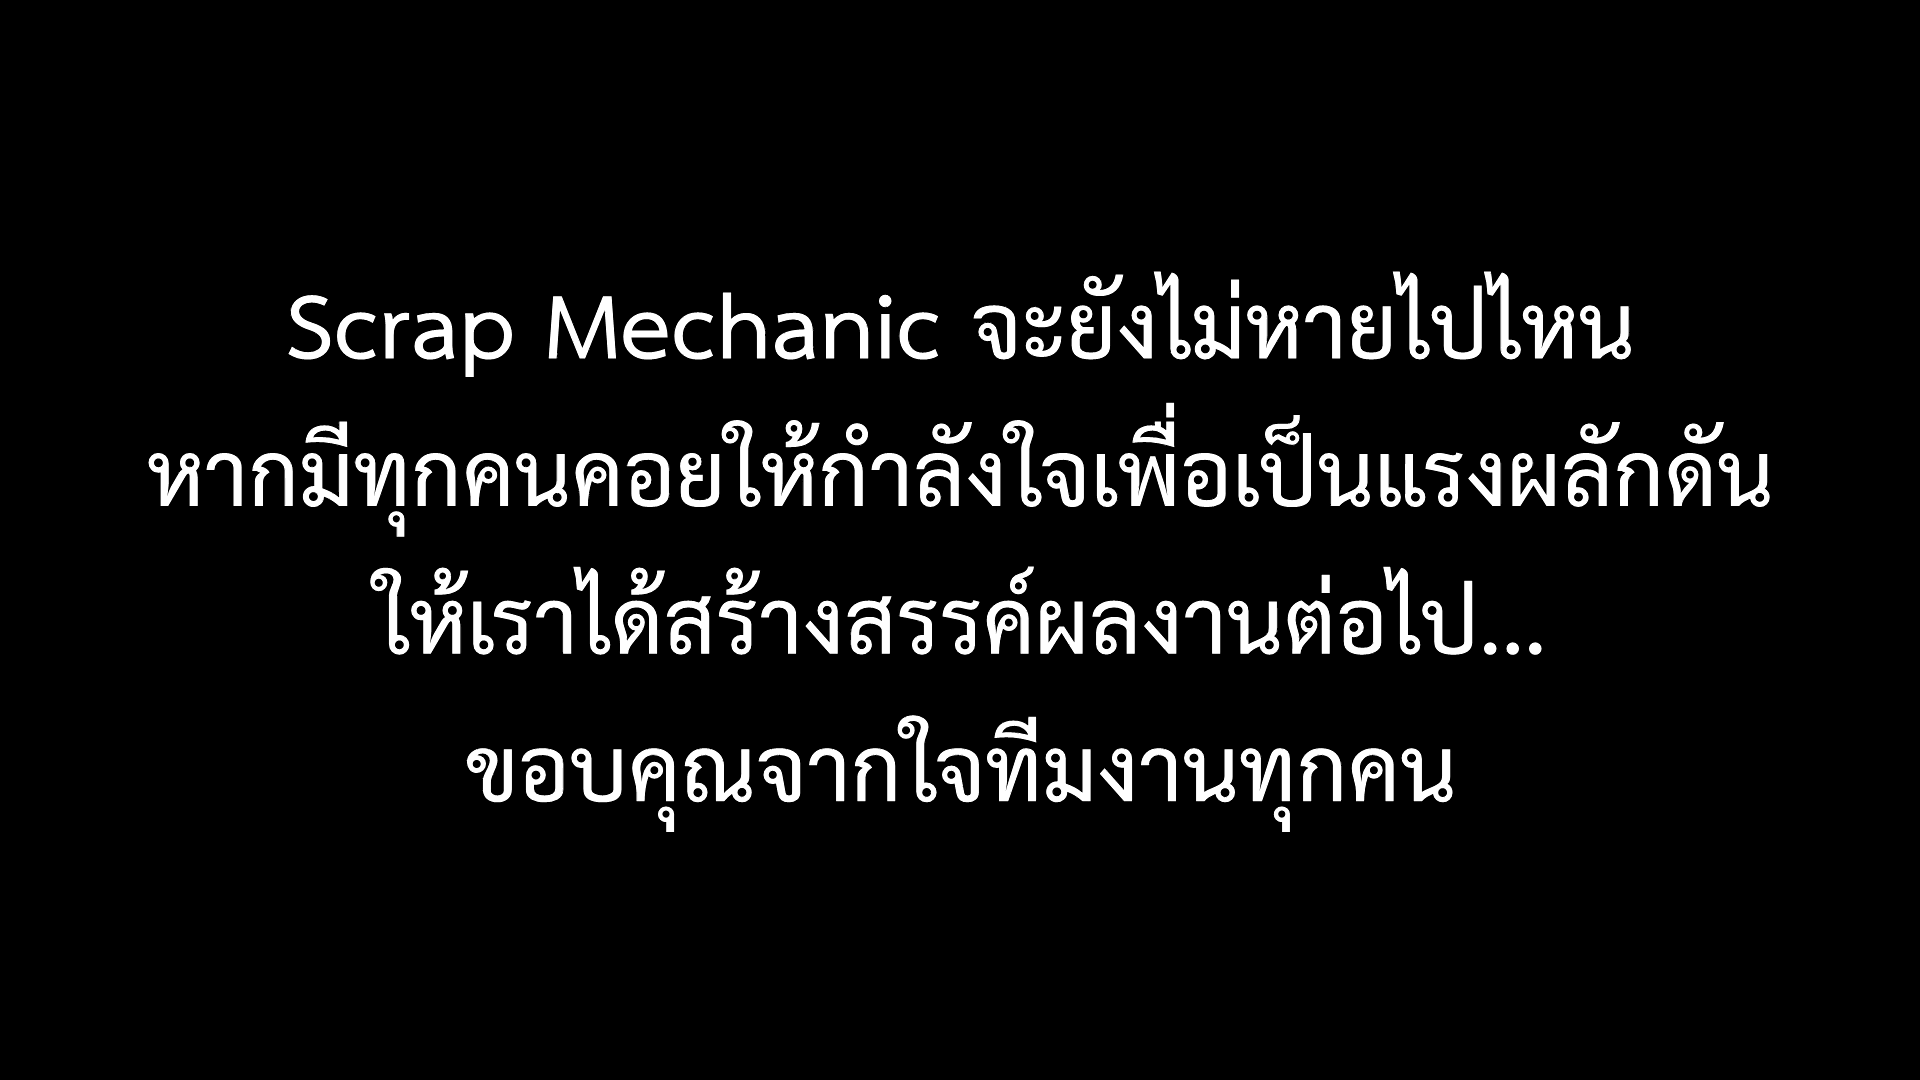 Scrap Mechanic จะยังไม่หายไปไหน
หากมีทุกคนคอยให้กำลังใจเพื่อเป็นแรงผลักดัน
ให้เราได้สร้างสรรค์ผลงานต่อไป...
ขอบคุณจากใจทีมงานทุกคน